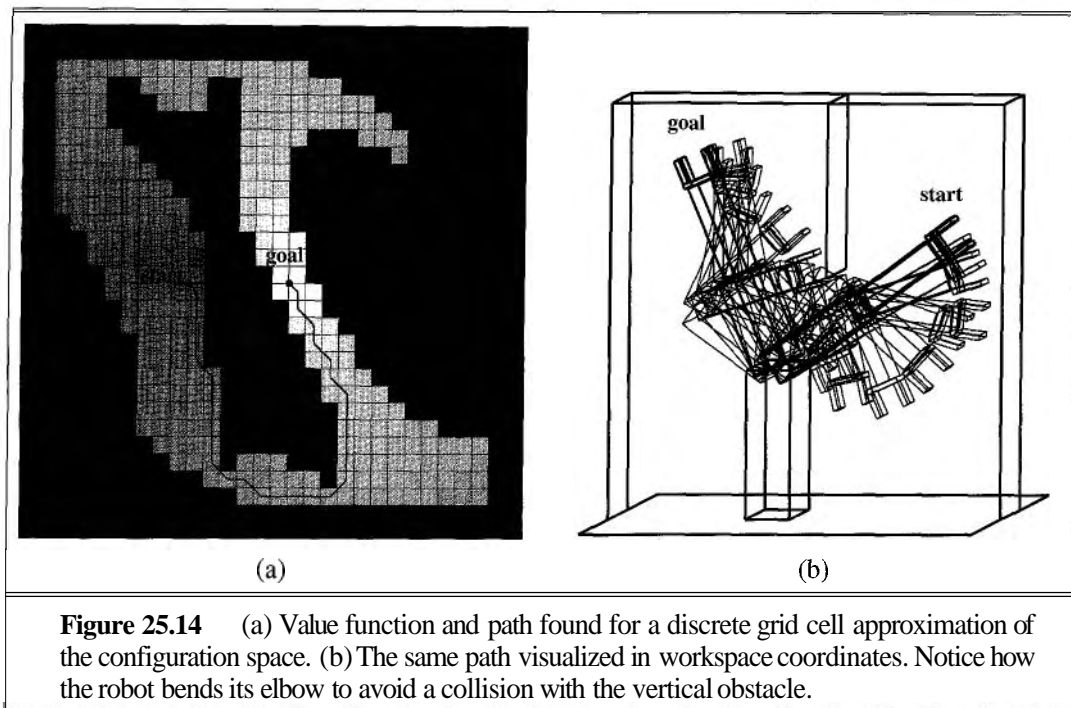 goal
(a)
goal
start
(b)
Figure 25.14 (a) Value function and path found for a discrete grid cell approximation of
the configuration space. (b) The same path visualized in workspace coordinates. Notice how
the robot bends its elbow to avoid a collision with the vertical obstacle.